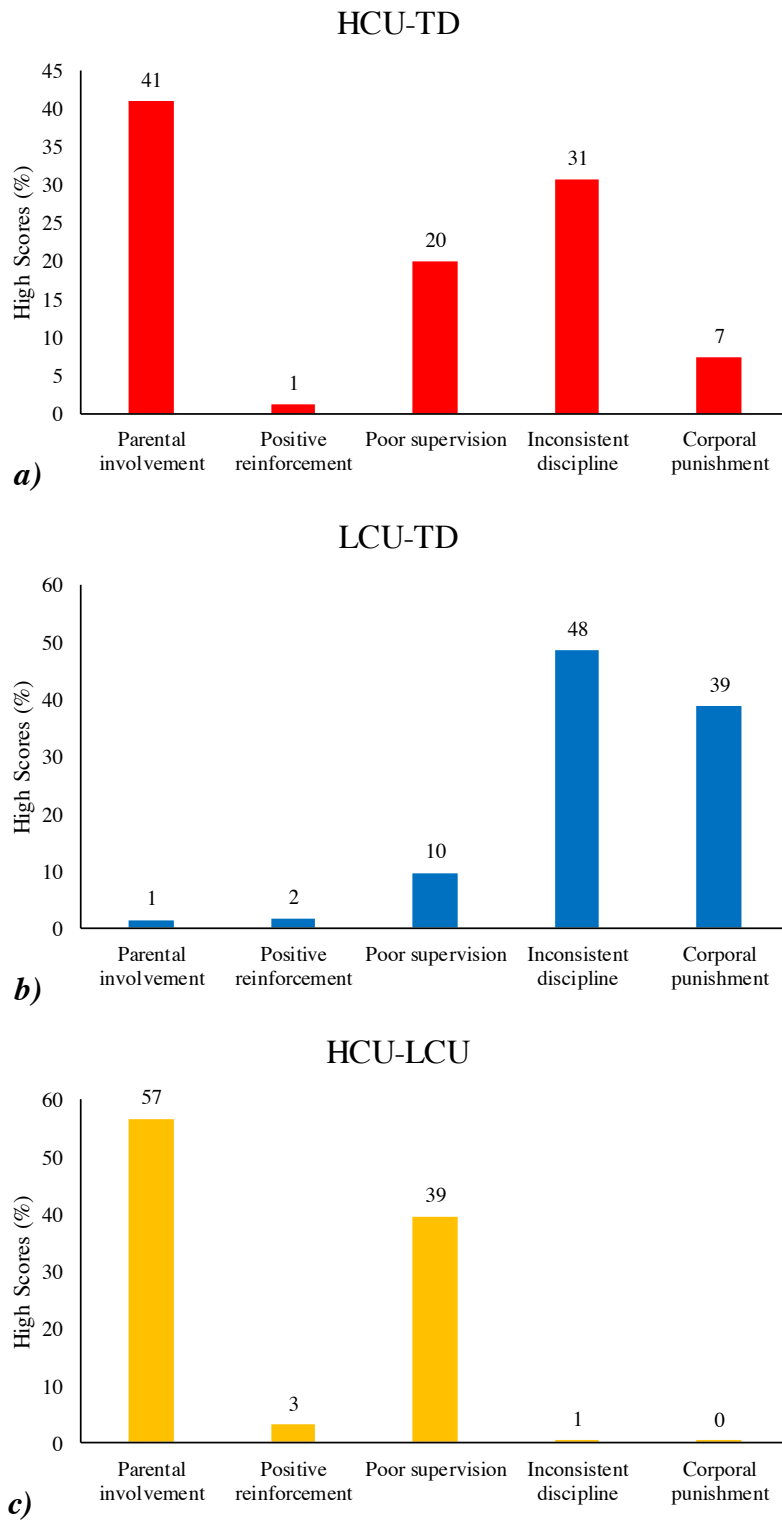 HCU-TD
High Scores (%)
45
40
35
30
25
20
15
10
5
0
41
1
20
31
7
Parental
involvement
Positive
reinforcement
Poor supervision
Inconsistent
discipline
Corporal
punishment
a)
LCU-TD
High Scores (%)
60
50
40
30
20
10
0
1
2
10
48
39
Parental
involvement
Positive
reinforcement
Poor supervision
Inconsistent
discipline
Corporal
punishment
b)
HCU-LCU
High Scores (%)
60
50
40
30
20
10
0
57
3
39
1
0
Parental
involvement
Positive
reinforcement
Poor supervision
Inconsistent
discipline
Corporal
punishment
c)